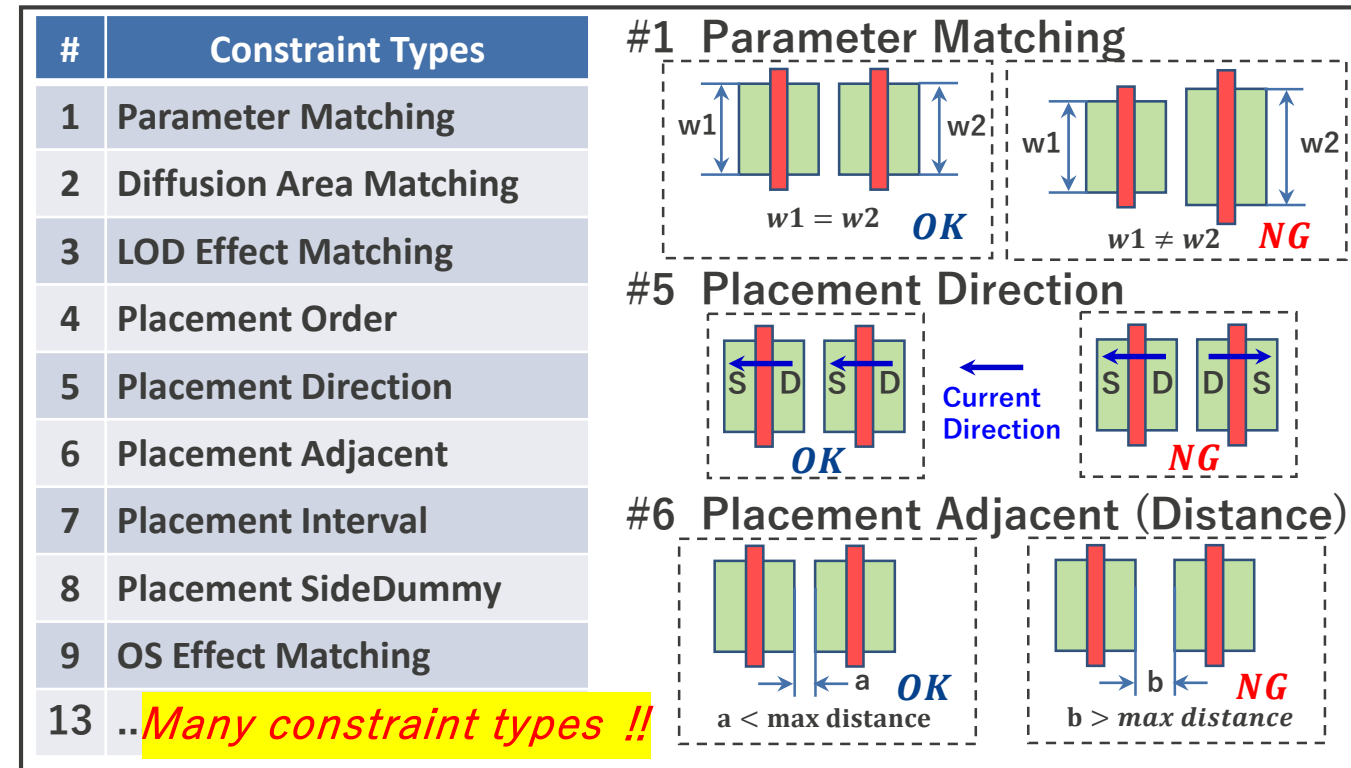 # Constraint Types
1 Parameter Matching
2 Diffusion Area Matching
3 LOD Effect Matching
4 Placement Order
5 Placement Direction
6 Placement Adjacent
7 Placement Interval
8 Placement SideDummy
9 OS Effect Matching
13 ..Many constraint types !!
#1 Parameter Matching
w1 w2
w1 = w2 OK
w1 w2
w1 ≠ w2 NG
#5 Placement Direction
S D S D
OK
Current
Direction
S D D S
NG
#6 Placement Adjacent (Distance)
a OK
a < max distance
b NG
b > max distance